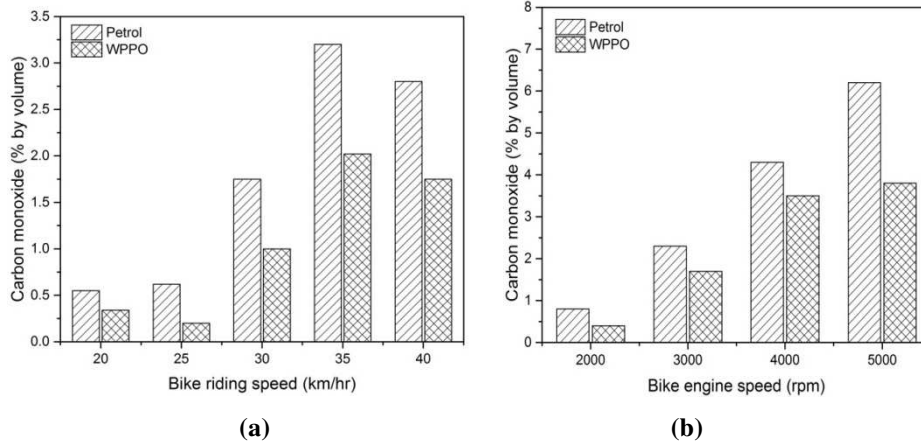 3.5
3.0
2.5
2.0
1.5
1.0
0.5
0.0
Carbon monoxide (% by volume)
Petrol
WPPO
20 25 30 35 40
Bike riding speed (km/hr)
(a)
8
7
6
5
4
3
2
1
0
Carbon monoxide (% by volume)
Petrol
WPPO
2000 3000 4000 5000
Bike engine speed (rpm)
(b)